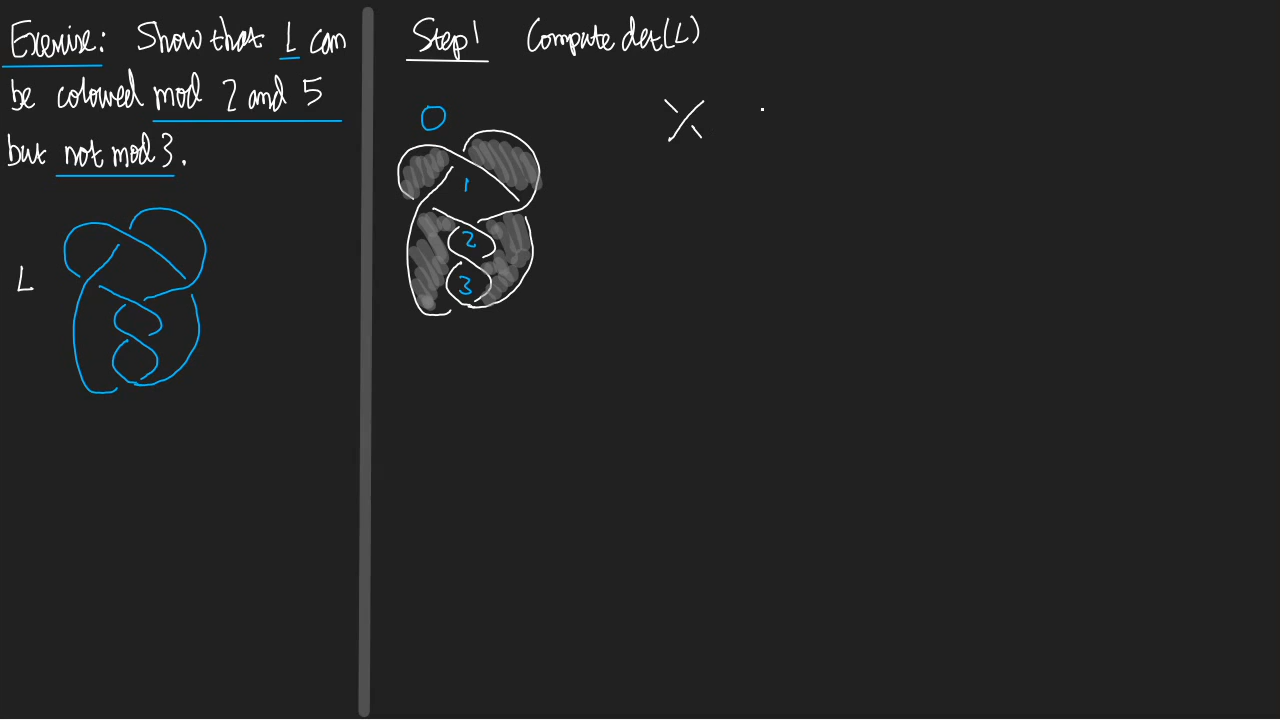 Exercise: Show that L can
be coloured mod 2 and 5
but not mod 3.
L
Step 1 Compute det(L)
0
1
2
3